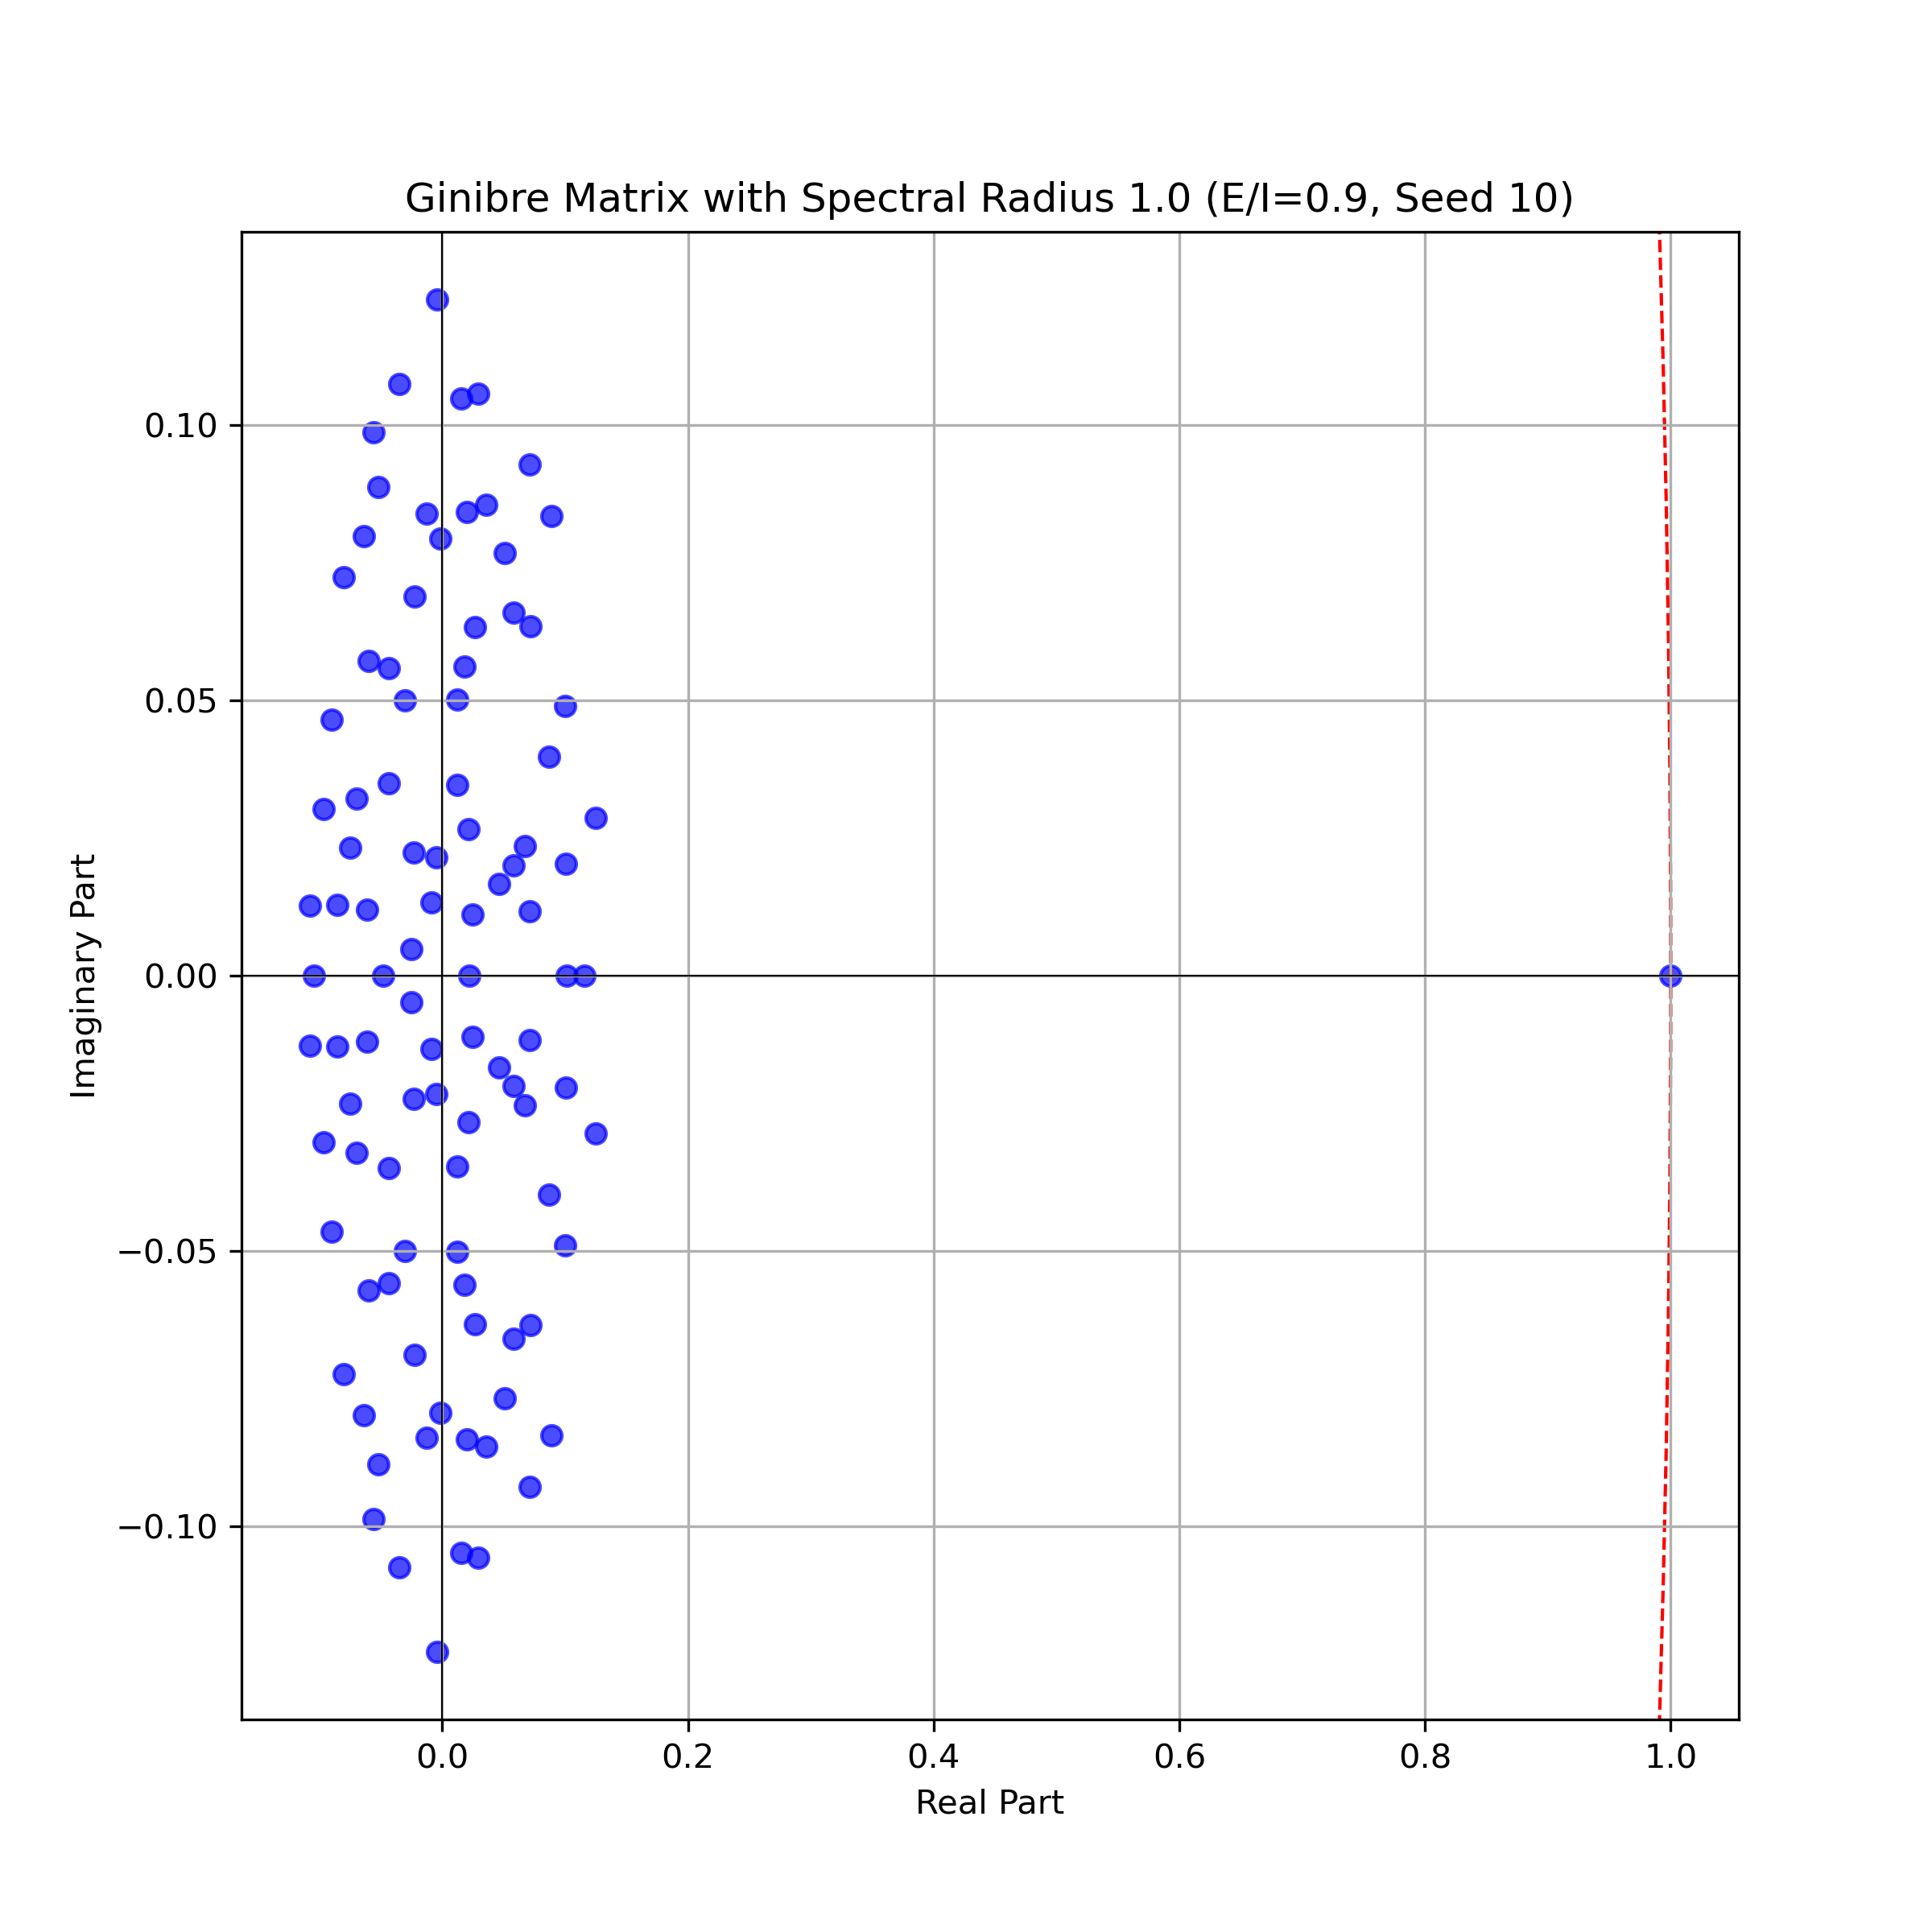 Ginibre Matrix with Spectral Radius 1.0 (E/I=0.9, Seed 10)
0.10
0.05
0.00
−0.05
−0.10
Imaginary Part
0.0 0.2 0.4 0.6 0.8 1.0
Real Part